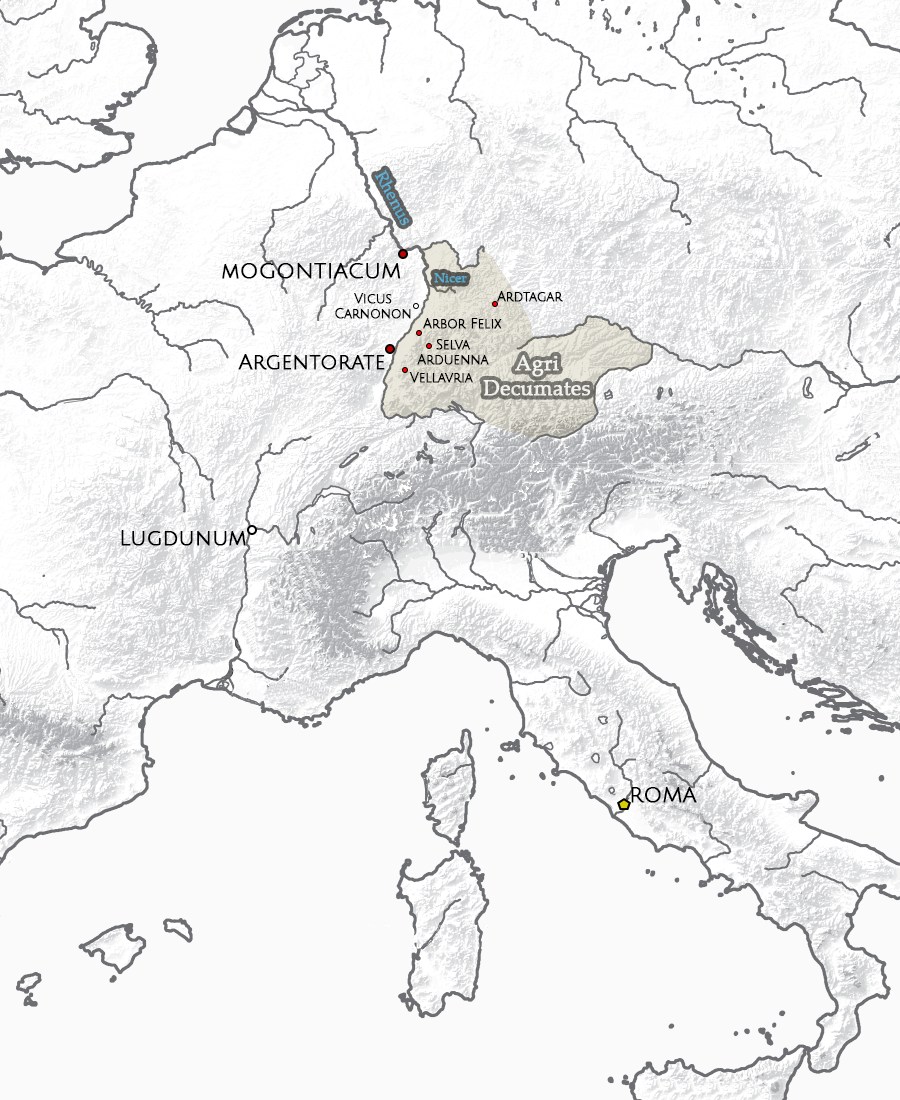 Rhenus
MOGONTIACUM
Nicer
Vicus
Carnonon
Ardtagar
Arbor Felix
Selva
Arduenna
Argentorate
Vellavria
Agri
Decumates
Lugdunum
ROMA